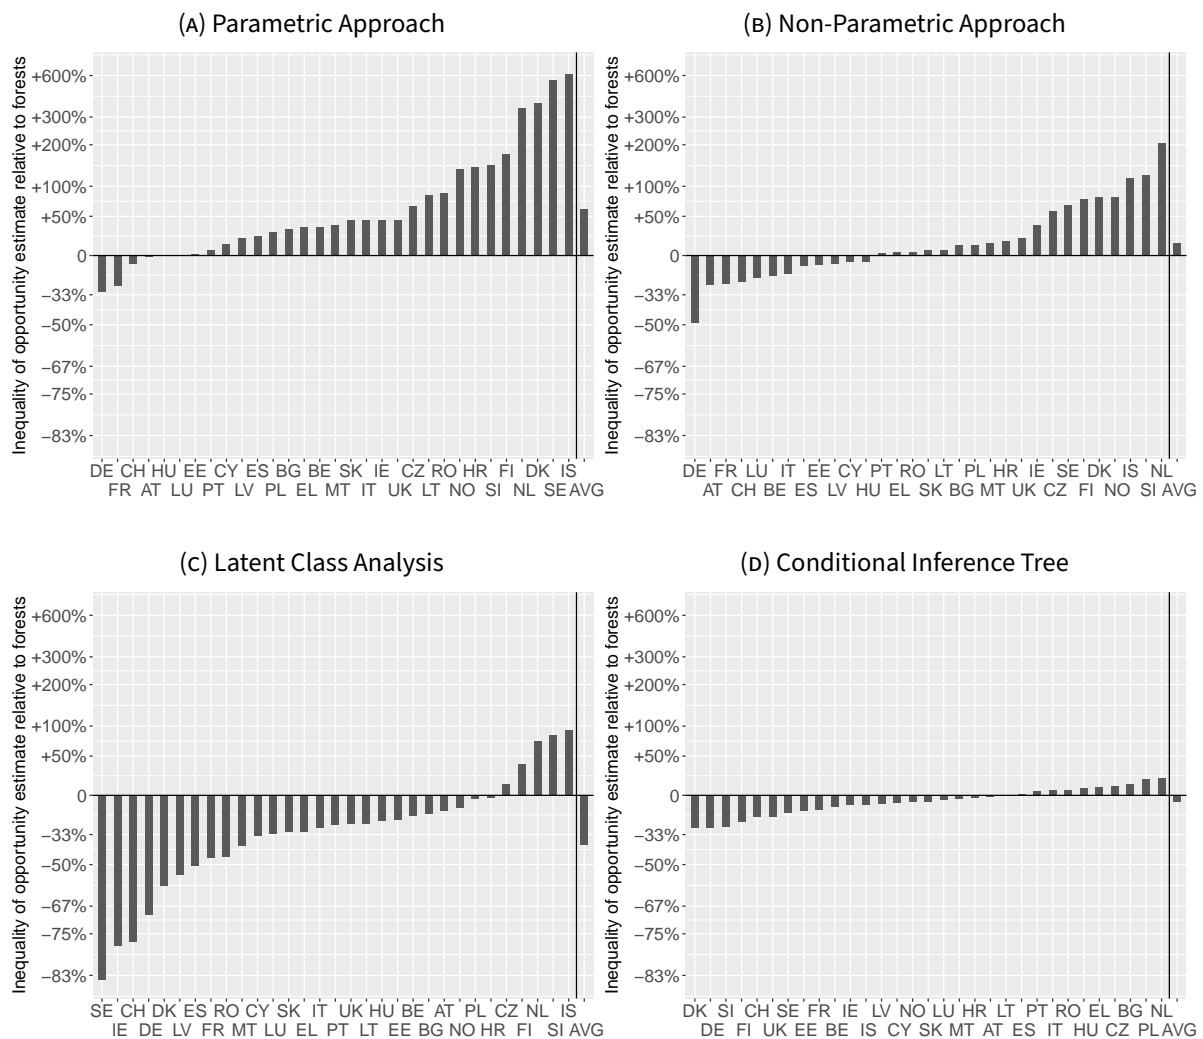 (A) Parametric Approach
Inequality of opportunity estimate relative to forests
+600%
+300%
+200%
+100%
+50%
0
−33%
−50%
−67%
−75%
−83%
DE CH HU EE CY ES BG BE SK IE CZ RO HR FI DK IS
FR AT LU PT LV PL EL MT IT UK LT NO SI NL SE AVG
(B) Non-Parametric Approach
Inequality of opportunity estimate relative to forests
+600%
+300%
+200%
+100%
+50%
0
−33%
−50%
−67%
−75%
−83%
DE FR LU IT EE CY PT RO LT PL HR IE SE DK IS NL
AT CH BE ES LV HU EL SK BG MT UK CZ FI NO SI AVG
(C) Latent Class Analysis
Inequality of opportunity estimate relative to forests
+600%
+300%
+200%
+100%
+50%
0
−33%
−50%
−67%
−75%
−83%
SE CH DK ES RO CY SK IT UK HU BE AT PL CZ NL IS
IE DE LV FR MT LU EL PT LT EE BG NO HR FI SI AVG
(D) Conditional Inference Tree
Inequality of opportunity estimate relative to forests
+600%
+300%
+200%
+100%
+50%
0
−33%
−50%
−67%
−75%
−83%
DK SI CH SE FR IE LV NO LU HR LT PT RO EL BG NL
DE FI UK EE BE IS CY SK MT AT ES IT HU CZ PL AVG